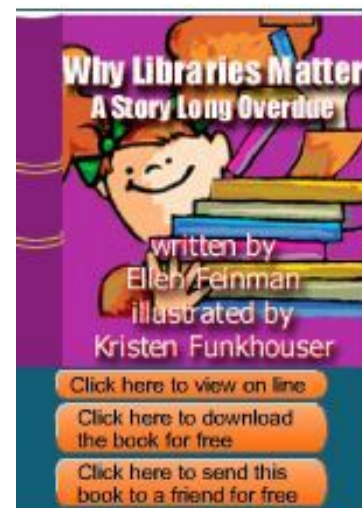 Why Libraries Matter
A Story Long Overdue
written by
Ellen Feinman
illustrated by
Kristen Funkhouser
Click here to view on line
Click here to download
the book for free
Click here to send this
book to a friend for free